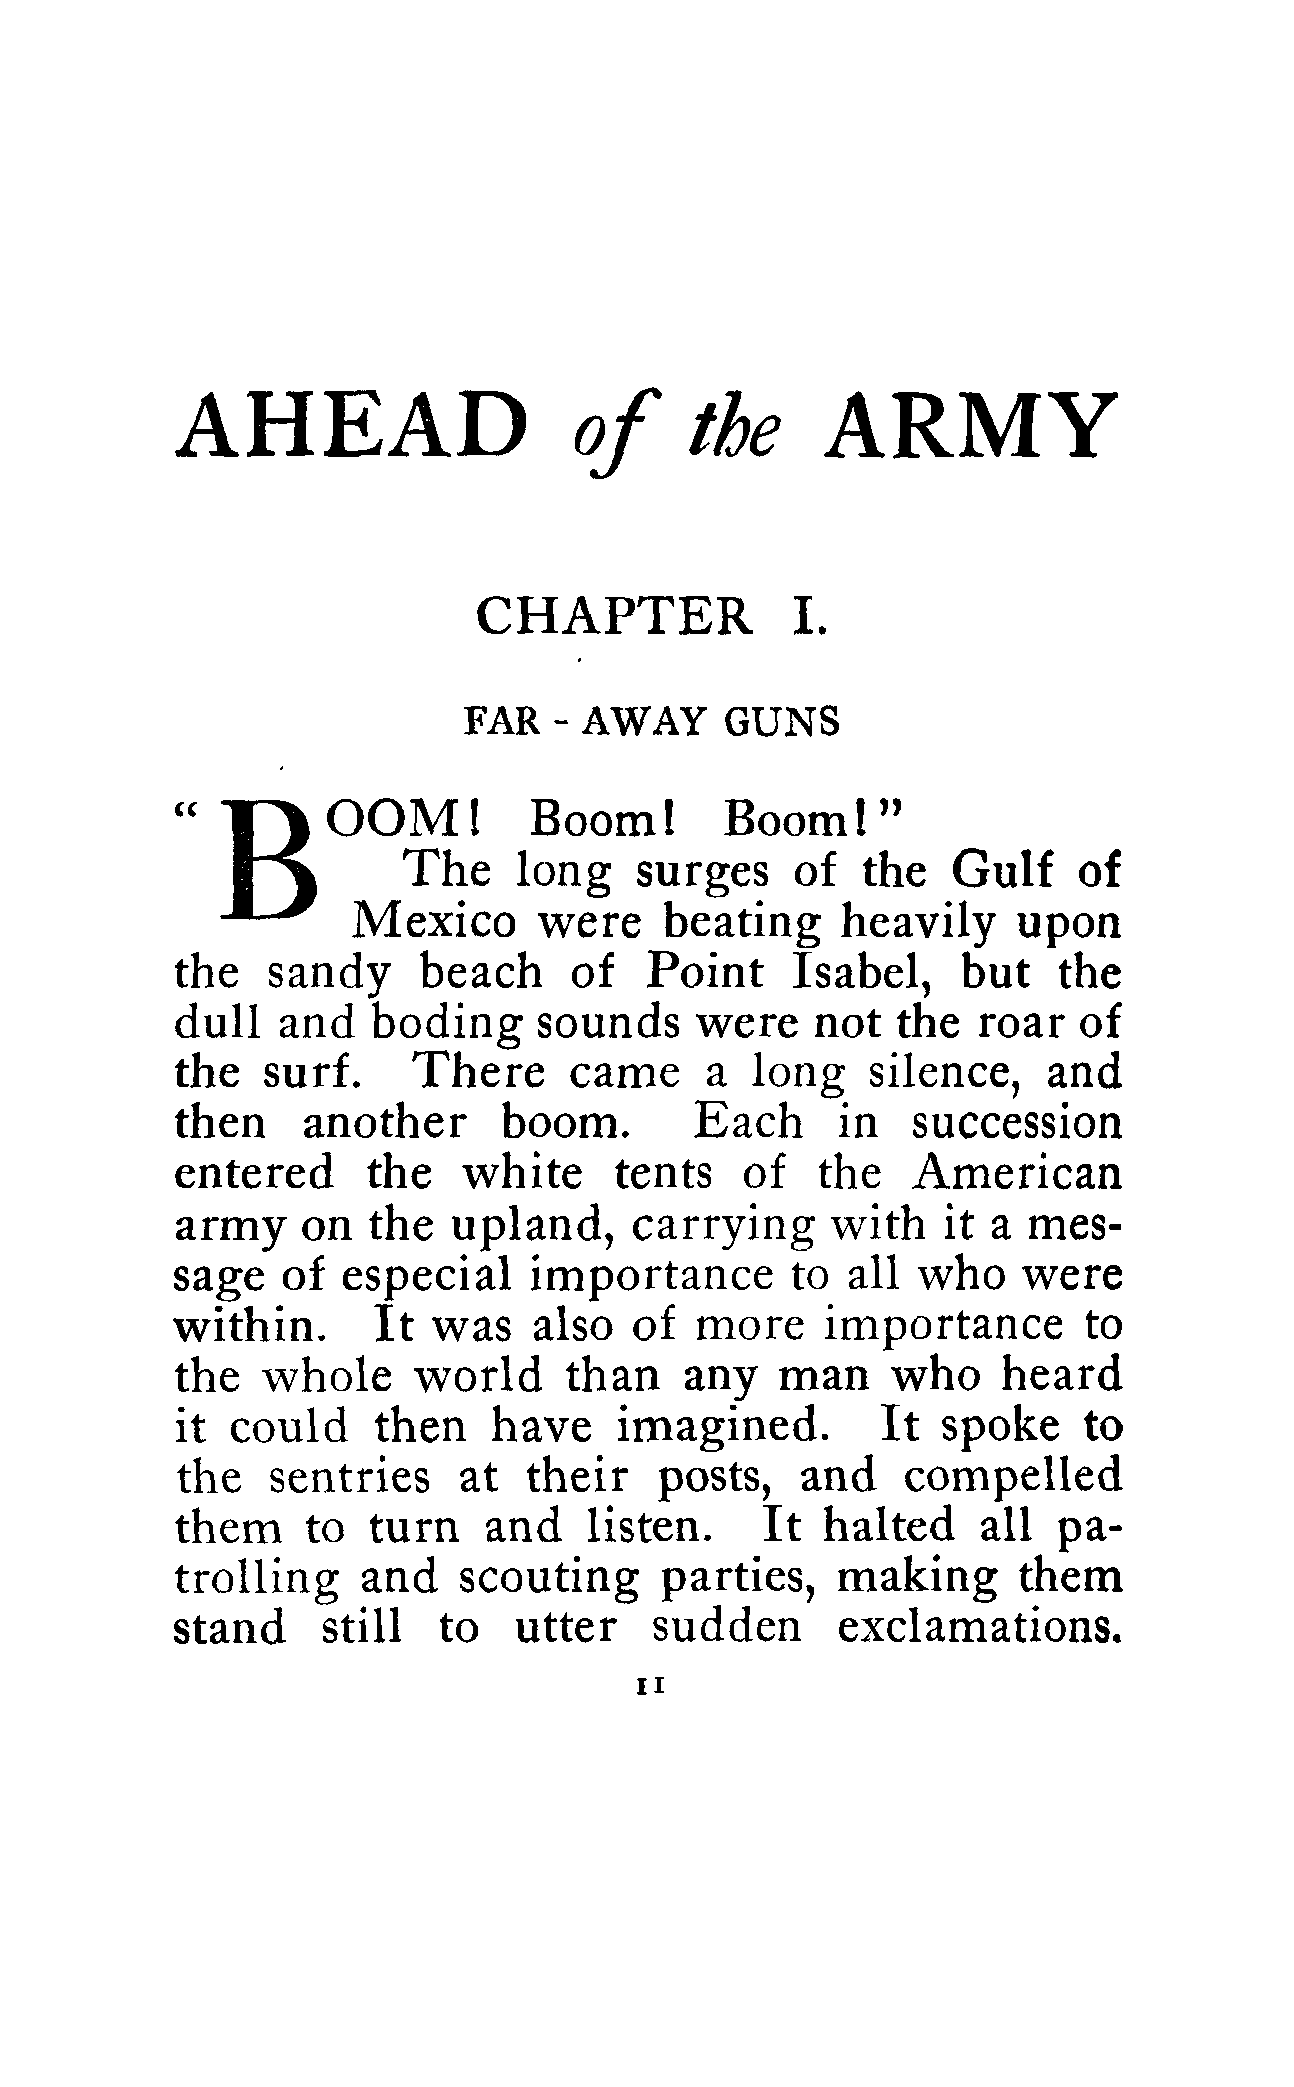 AHEAD of the ARMY
CHAPTER I.
FAR - AWAY GUNS
"BOOM! Boom! Boom!"
The long surges of the Gulf of
Mexico were beating heavily upon
the sandy beach of Point Isabel, but the
dull and boding sounds were not the roar of
the surf. There came a long silence, and
then another boom. Each in succession
entered the white tents of the American
army on the upland, carrying with it a mes-
sage of especial importance to all who were
within. It was also of more importance to
the whole world than any man who heard
it could then have imagined. It spoke to
the sentries at their posts, and compelled
them to turn and listen. It halted all pa-
trolling and scouting parties, making them
stand still to utter sudden exclamations.
11